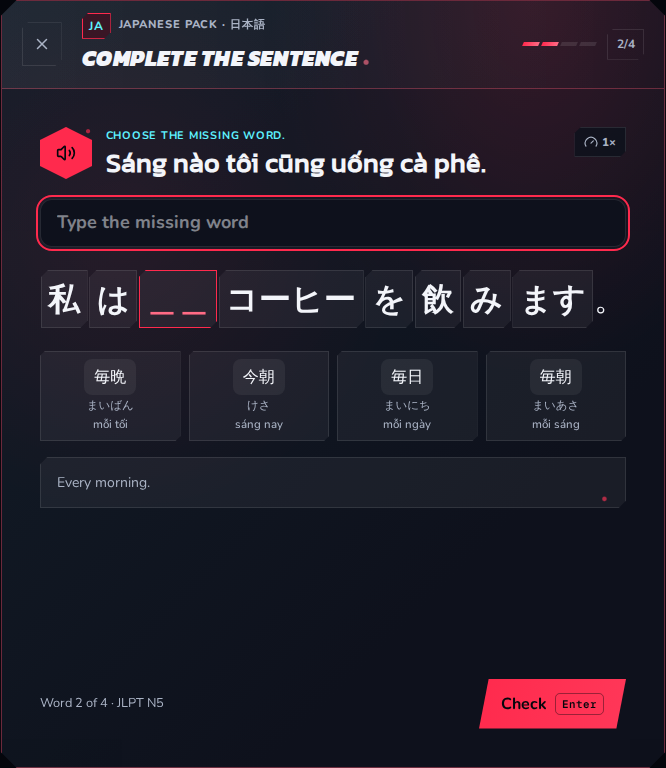 JA JAPANESE PACK · 日本語
COMPLETE THE SENTENCE
2/4
CHOOSE THE MISSING WORD.
Sáng nào tôi cũng uống cà phê.
1×
Type the missing word
私は__コーヒーを飲みます。
毎晩 今朝 毎日 毎朝
まいばん けさ まいにち まいあさ
mỗi tối sáng nay mỗi ngày mỗi sáng
Every morning.
Word 2 of 4 · JLPT N5
Check Enter